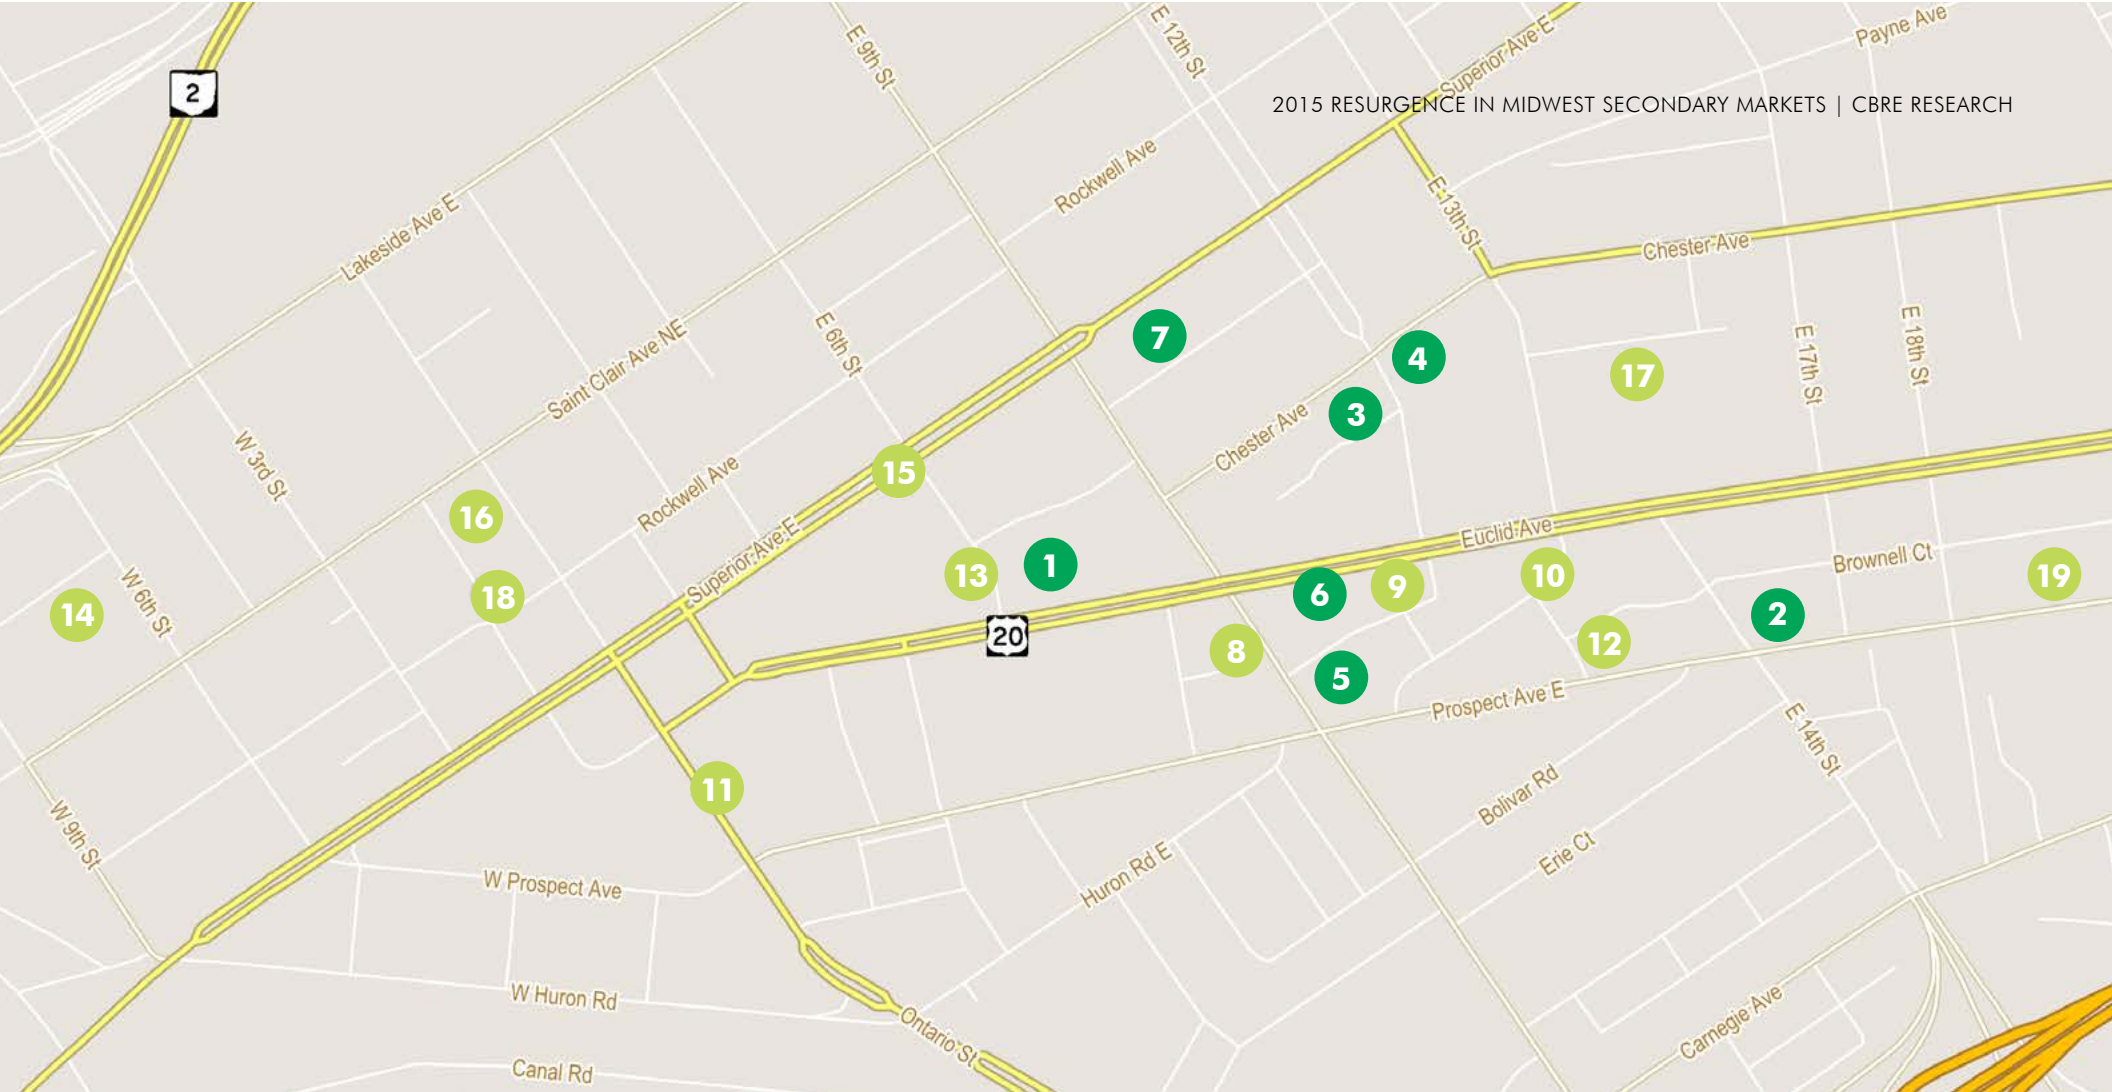 E 9th St
E 12th St
Superior Ave E
Payne Ave
2
2015 RESURGENCE IN MIDWEST SECONDARY MARKETS | CBRE RESEARCH
Rockwell Ave
E 13th St
Lakeside Ave E
Chester Ave
7
E 6th St
Saint Clair Ave NE
4
17
E 17th St
E 18th St
3
Chester Ave
W 3rd St
15
Rockwell Ave
16
Superior Ave E
Euclid Ave
Brownell Ct
13
1
9
10
19
6
18
W 6th St
14
20
2
12
8
5
Prospect Ave E
E 14th St
11
Bolivar Rd
W 9th St
Erie Ct
Huron Rd E
W Prospect Ave
W Huron Rd
Ontario St
Carnegie Ave
Canal Rd